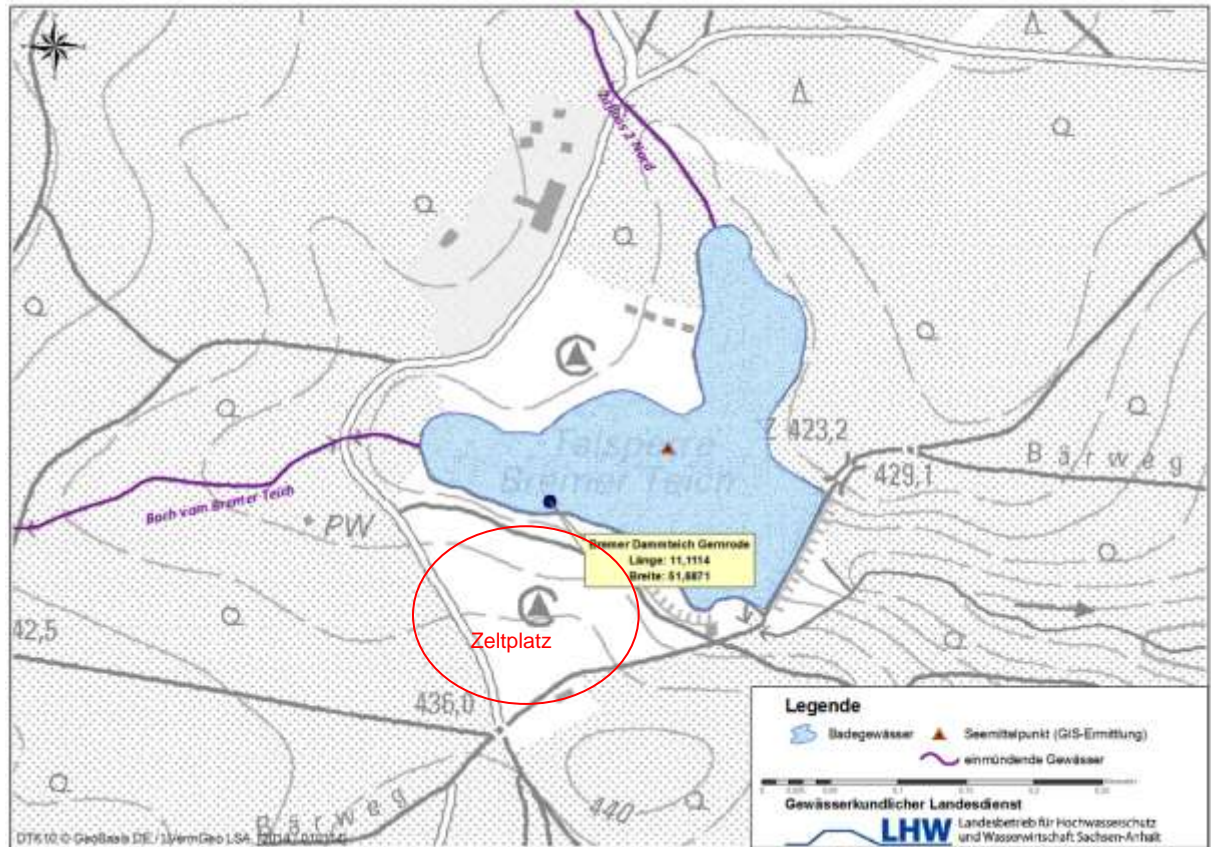 Zufluss 2 Nord
Talsperre
Bremer Teich
Z 423,2
429,1
Bärweg
Bach vom Bremer Teich
PW
Bremer Dammteich Gernrode
Länge: 11,1114
Breite: 51,6871
Zeltplatz
42,5
436,0
440
Bärweg
Legende
Badegewässer
Seemittelpunkt (GIS-Ermittlung)
einmündende Gewässer
Gewässerkundlicher Landesdienst
LHW
Landesbetrieb für Hochwasserschutz
und Wasserwirtschaft Sachsen-Anhalt
DTK10 © GeoBasis DE / LVermGeo LSA,